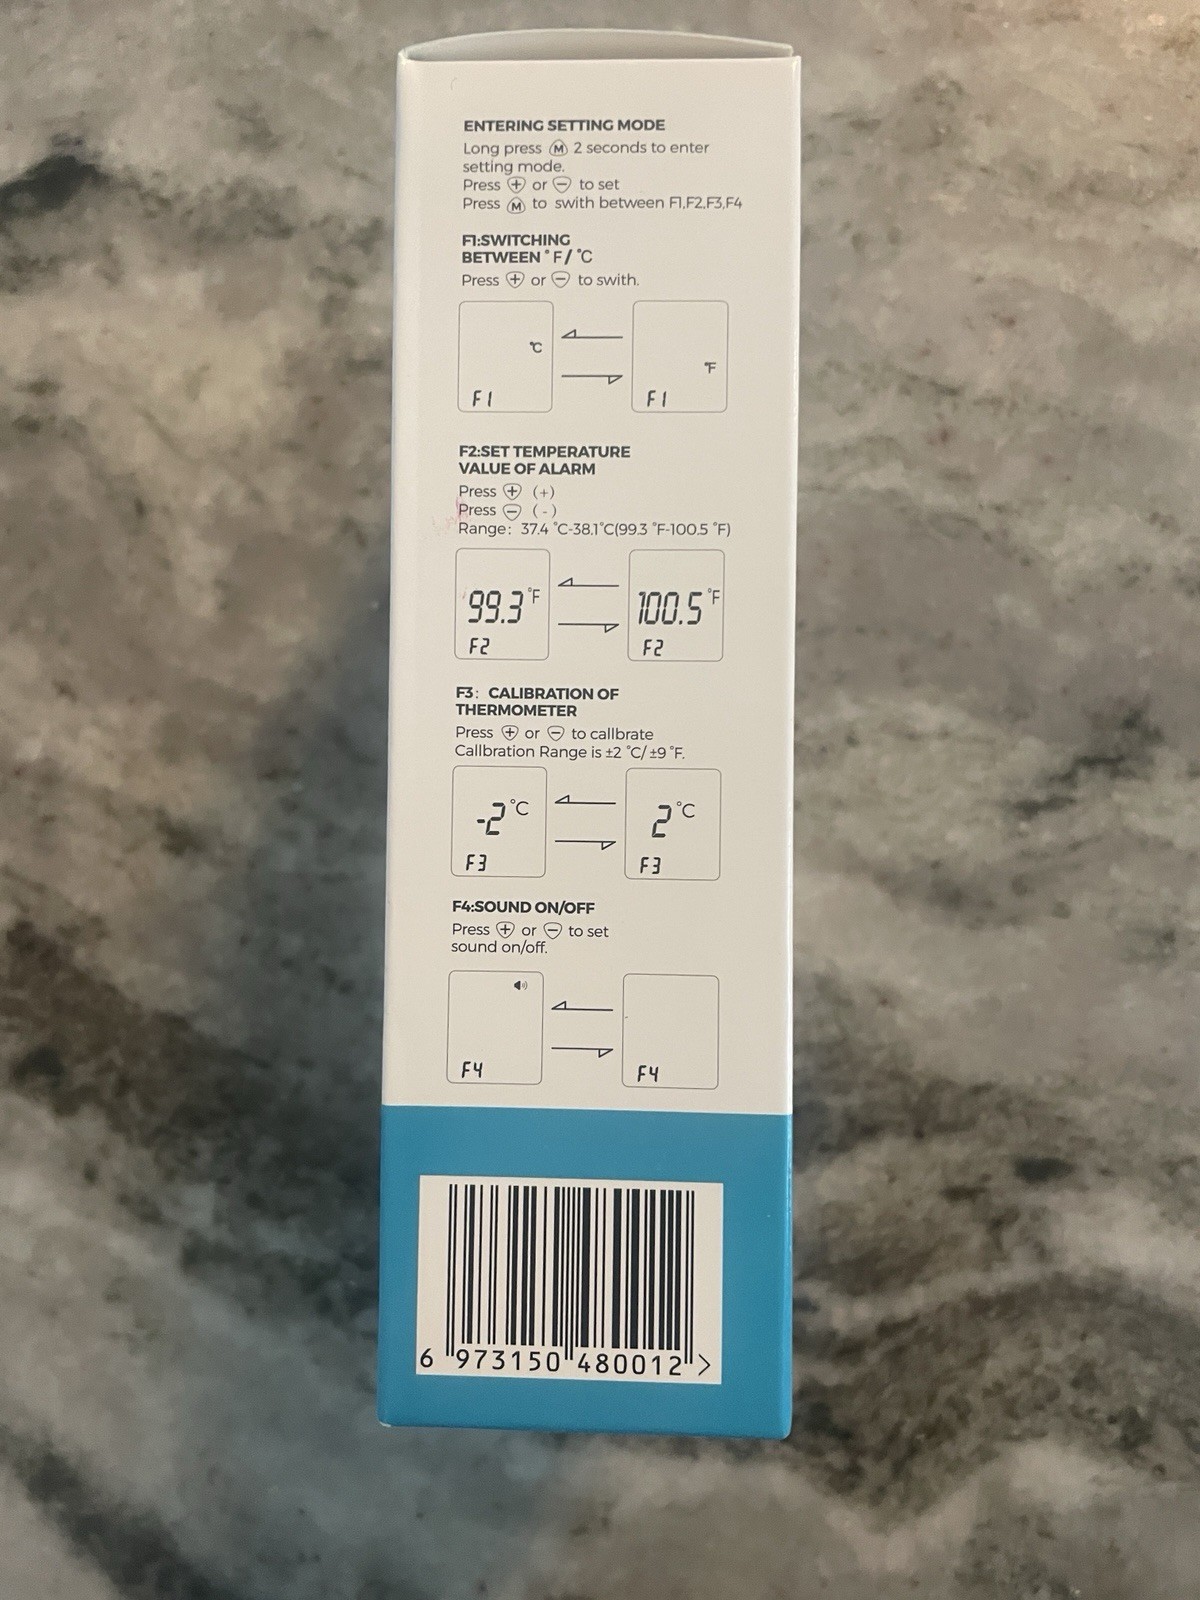 ENTERING SETTING MODE
Long press Ⓜ 2 seconds to enter
setting mode.
Press ⊕ or ⊖ to set
Press Ⓜ to swith between F1,F2,F3,F4
F1:SWITCHING
BETWEEN °F/ °C
Press ⊕ or ⊖ to swith.
°C
°F
F1
F1
F2:SET TEMPERATURE
VALUE OF ALARM
Press ⊕ (+)
Press ⊖ (-)
Range: 37.4 °C-38.1°C(99.3 °F-100.5 °F)
99.3 °F
100.5 °F
F2
F2
F3: CALIBRATION OF
THERMOMETER
Press ⊕ or ⊖ to callbrate
Callbration Range is ±2 °C/ ±9 °F.
-2 °C
2 °C
F3
F3
F4:SOUND ON/OFF
Press ⊕ or ⊖ to set
sound on/off.
F4
F4
6 973150 480012 >